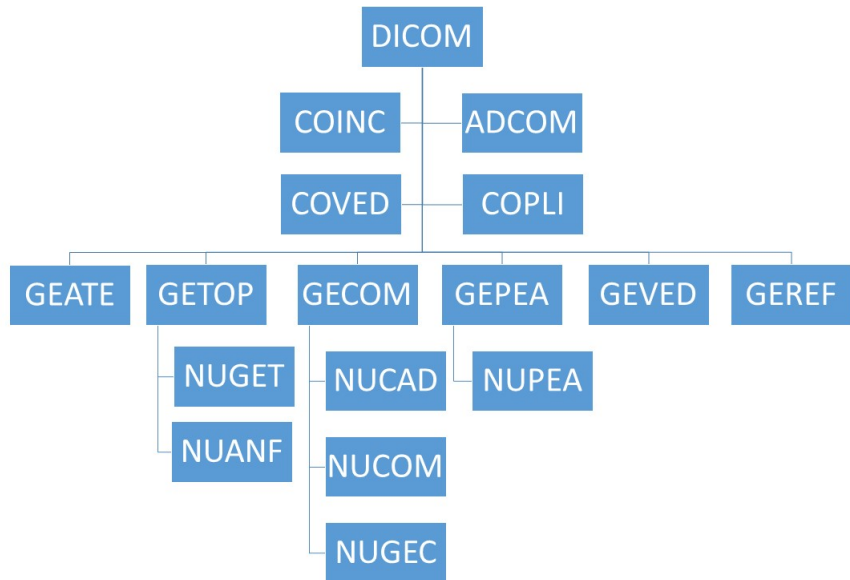 DICOM
COINC
ADCOM
COVED
COPLI
GEATE
GETOP
GECOM
GEPEA
GEVED
GEREF
NUGET
NUCAD
NUPEA
NUANF
NUCOM
NUGEC